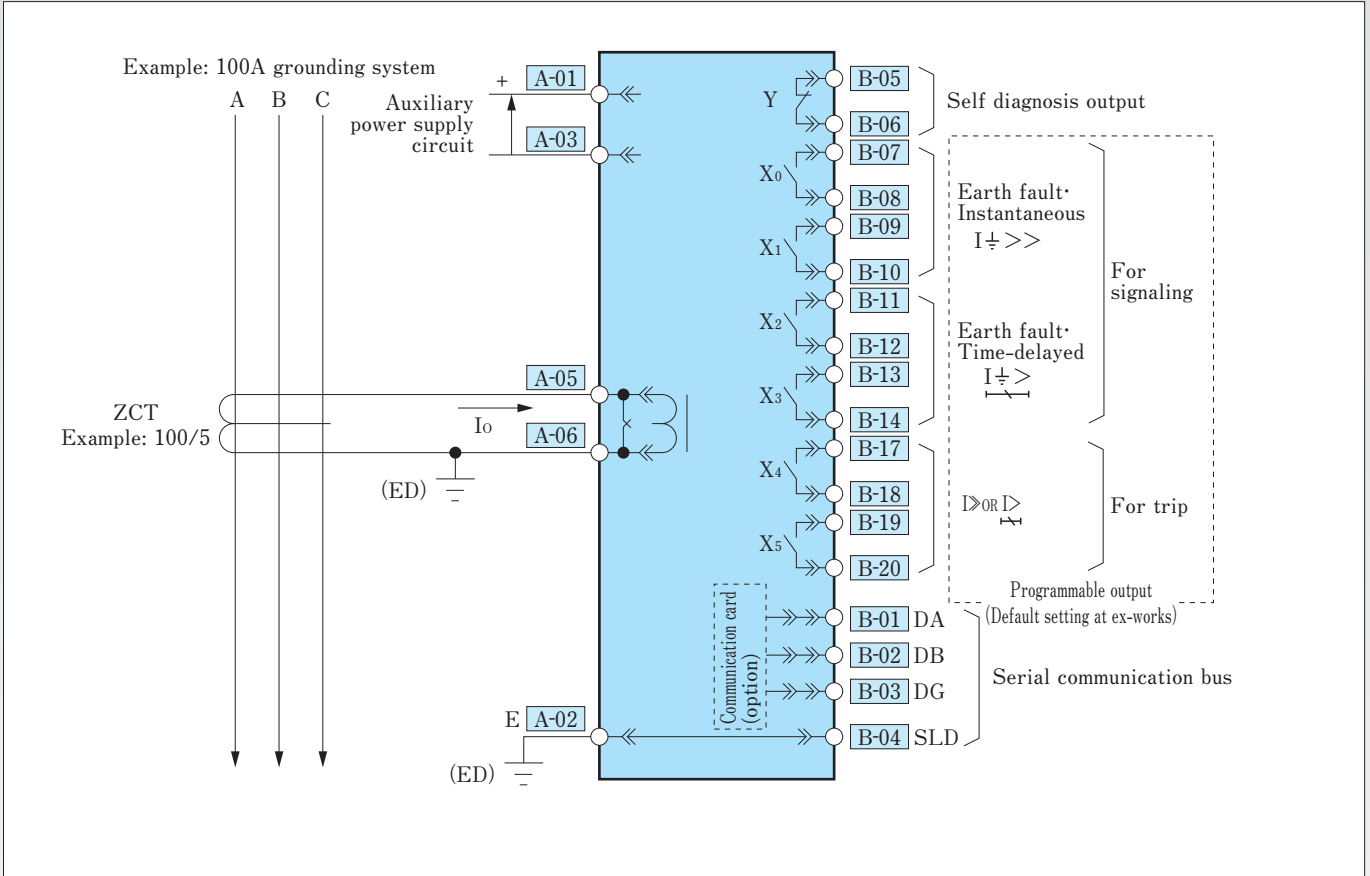 Example: 100A grounding system
A B C
Auxiliary
power supply
circuit
+
A-01
A-03
ZCT
Example: 100/5
Io
A-05
A-06
(ED)
E A-02
(ED)
Y
X0
X1
X2
X3
X4
X5
Communication card
(option)
B-05
B-06
B-07
B-08
B-09
B-10
B-11
B-12
B-13
B-14
B-17
B-18
B-19
B-20
B-01 DA
B-02 DB
B-03 DG
B-04 SLD
Self diagnosis output
Earth fault·
Instantaneous
I⏚>>
Earth fault·
Time-delayed
I⏚>
I≫OR I>
For
signaling
For trip
Programmable output
(Default setting at ex-works)
Serial communication bus